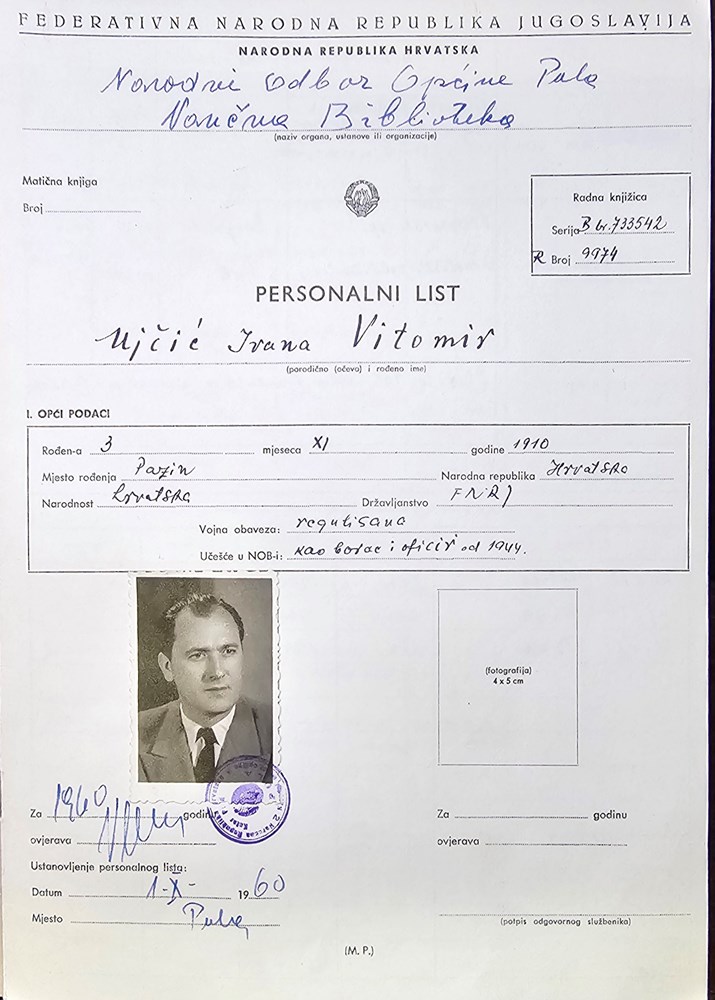 FEDERATIVNA NARODNA REPUBLIKA JUGOSLAVIJA
NARODNA REPUBLIKA HRVATSKA
Narodni odbor Općine Pula
Naučna Biblioteka
(naziv organa, ustanove ili organizacije)
Matična knjiga
Broj
Radna knjižica
Serija B br. 733542
R Broj 9974
PERSONALNI LIST
Ujčić Ivana Vitomir
(porodično (očevo) i rođeno ime)
I. OPĆI PODACI
Rođen-a 3 mjeseca XI godine 1910
Mjesto rođenja Pazin Narodna republika Hrvatska
Narodnost hrvatska Državljanstvo FNRJ
Vojna obaveza: regulisana
Učešće u NOB-i: kao borac i oficir od 1944.
(fotografija)
4 x 5 cm
Za 1960 godinu
ovjerava
Za godinu
ovjerava
Ustanovljenje personalnog lista:
Datum 1-X- 1960
Mjesto Pula
(potpis odgovornog službenika)
(M. P.)